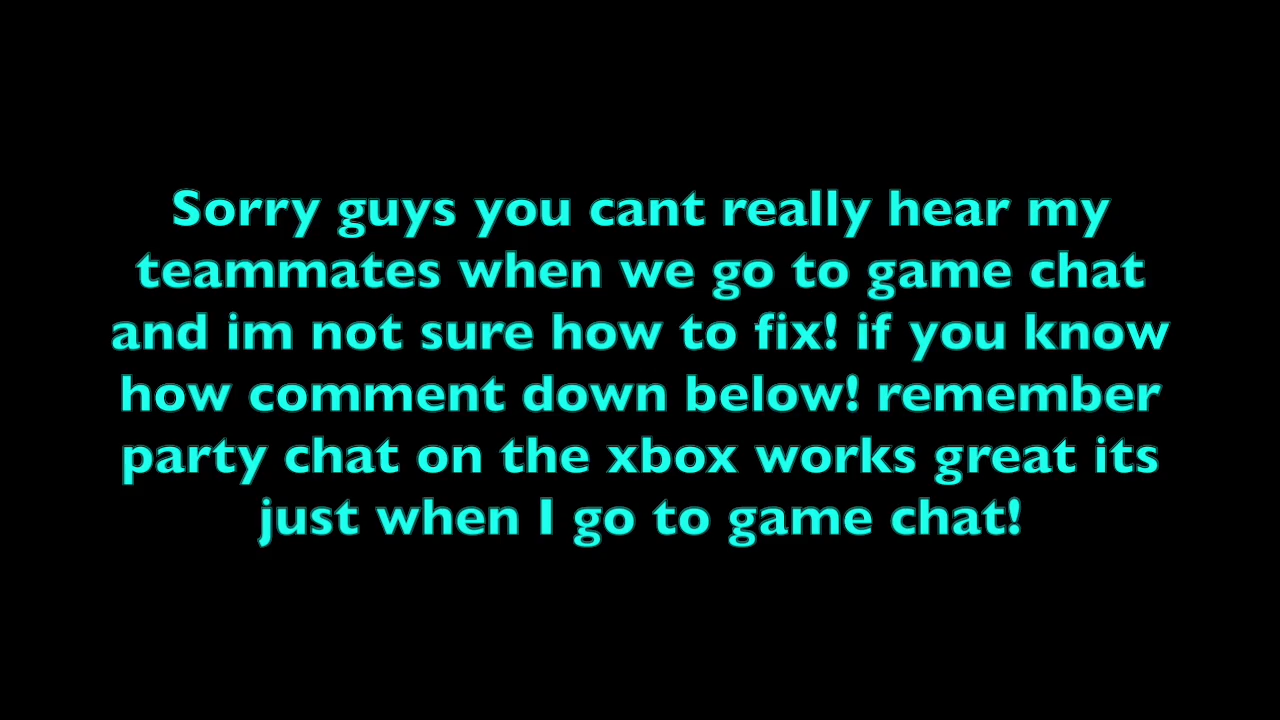 Sorry guys you cant really hear my
teammates when we go to game chat
and im not sure how to fix! if you know
how comment down below! remember
party chat on the xbox works great its
just when I go to game chat!